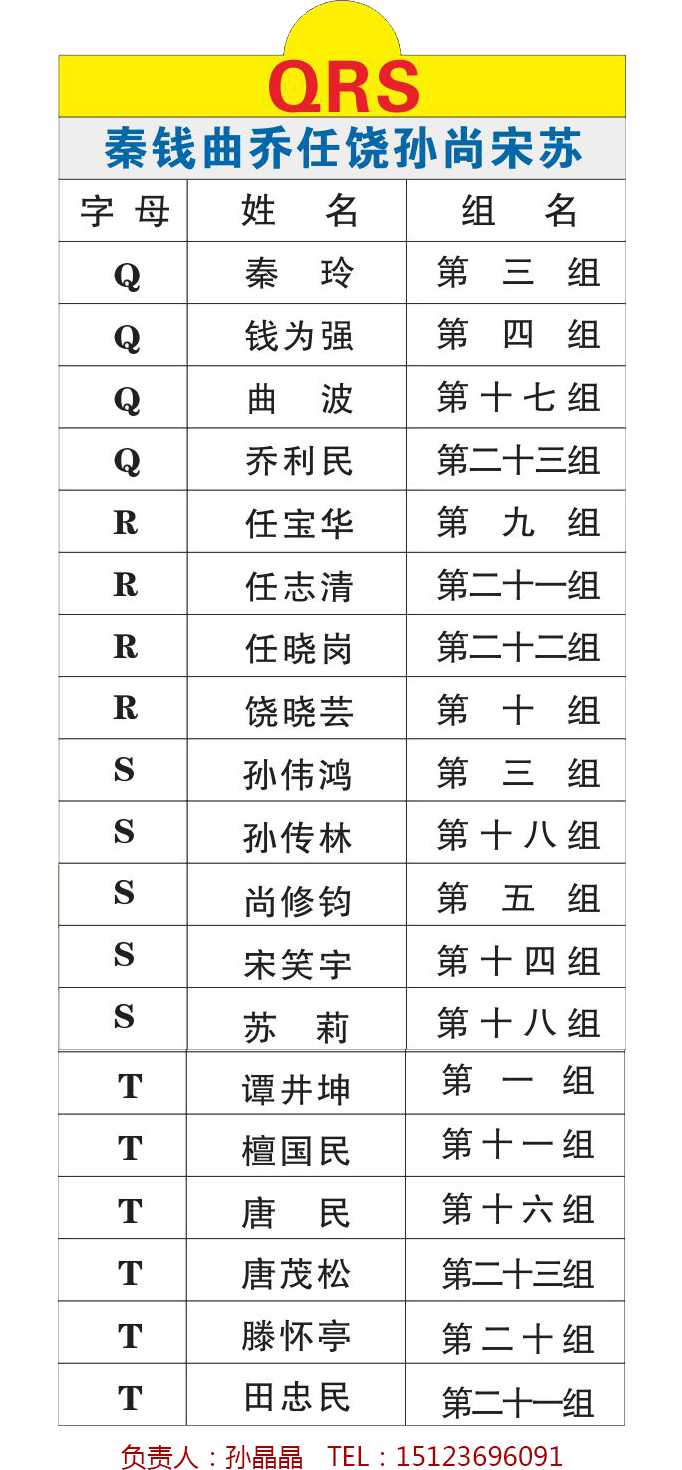 QRS
秦钱曲乔任饶孙尚宋苏
字母 姓名 组名
Q 秦玲 第三组
Q 钱为强 第四组
Q 曲波 第十七组
Q 乔利民 第二十三组
R 任宝华 第九组
R 任志清 第二十一组
R 任晓岗 第二十二组
R 饶晓芸 第十组
S 孙伟鸿 第三组
S 孙传林 第十八组
S 尚修钧 第五组
S 宋笑宇 第十四组
S 苏莉 第十八组
T 谭井坤 第一组
T 檀国民 第十一组
T 唐民 第十六组
T 唐茂松 第二十三组
T 滕怀亭 第二十组
T 田忠民 第二十一组
负责人：孙晶晶 TEL：15123696091